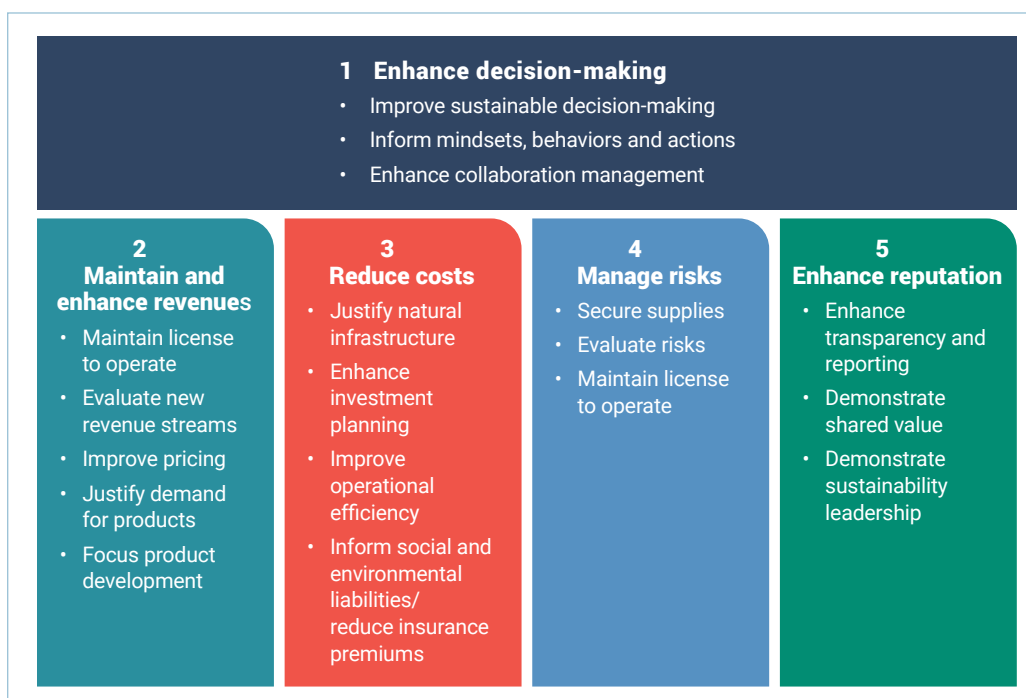 1 Enhance decision-making
• Improve sustainable decision-making
• Inform mindsets, behaviors and actions
• Enhance collaboration management
2
Maintain and
enhance revenues
• Maintain license
to operate
• Evaluate new
revenue streams
• Improve pricing
• Justify demand
for products
• Focus product
development
3
Reduce costs
• Justify natural
infrastructure
• Enhance
investment
planning
• Improve
operational
efficiency
• Inform social and
environmental
liabilities/
reduce insurance
premiums
4
Manage risks
• Secure supplies
• Evaluate risks
• Maintain license
to operate
5
Enhance reputation
• Enhance
transparency and
reporting
• Demonstrate
shared value
• Demonstrate
sustainability
leadership